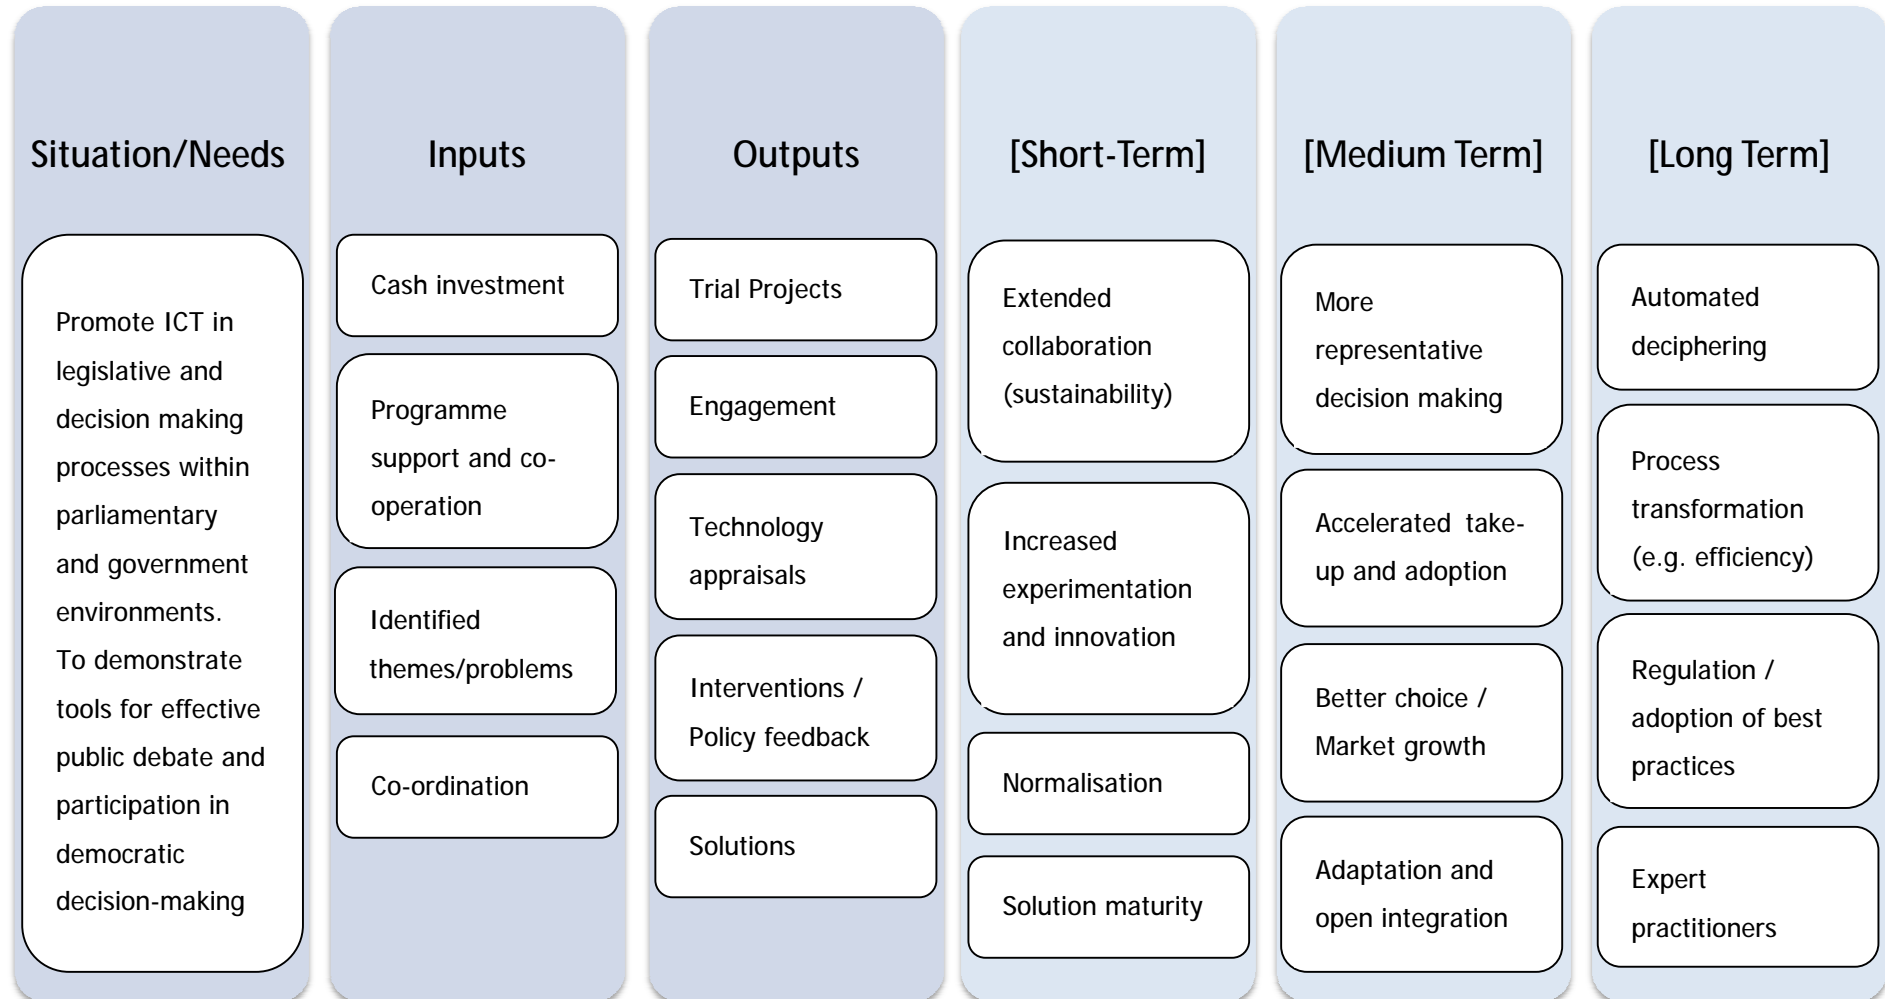 Situation/Needs
Promote ICT in
legislative and
decision making
processes within
parliamentary
and government
environments.
To demonstrate
tools for effective
public debate and
participation in
democratic
decision-making
Inputs
Cash investment
Programme
support and co-
operation
Identified
themes/problems
Co-ordination
Outputs
Trial Projects
Engagement
Technology
appraisals
Interventions /
Policy feedback
Solutions
[Short-Term]
Extended
collaboration
(sustainability)
Increased
experimentation
and innovation
Normalisation
Solution maturity
[Medium Term]
More
representative
decision making
Accelerated take-
up and adoption
Better choice /
Market growth
Adaptation and
open integration
[Long Term]
Automated
deciphering
Process
transformation
(e.g. efficiency)
Regulation /
adoption of best
practices
Expert
practitioners